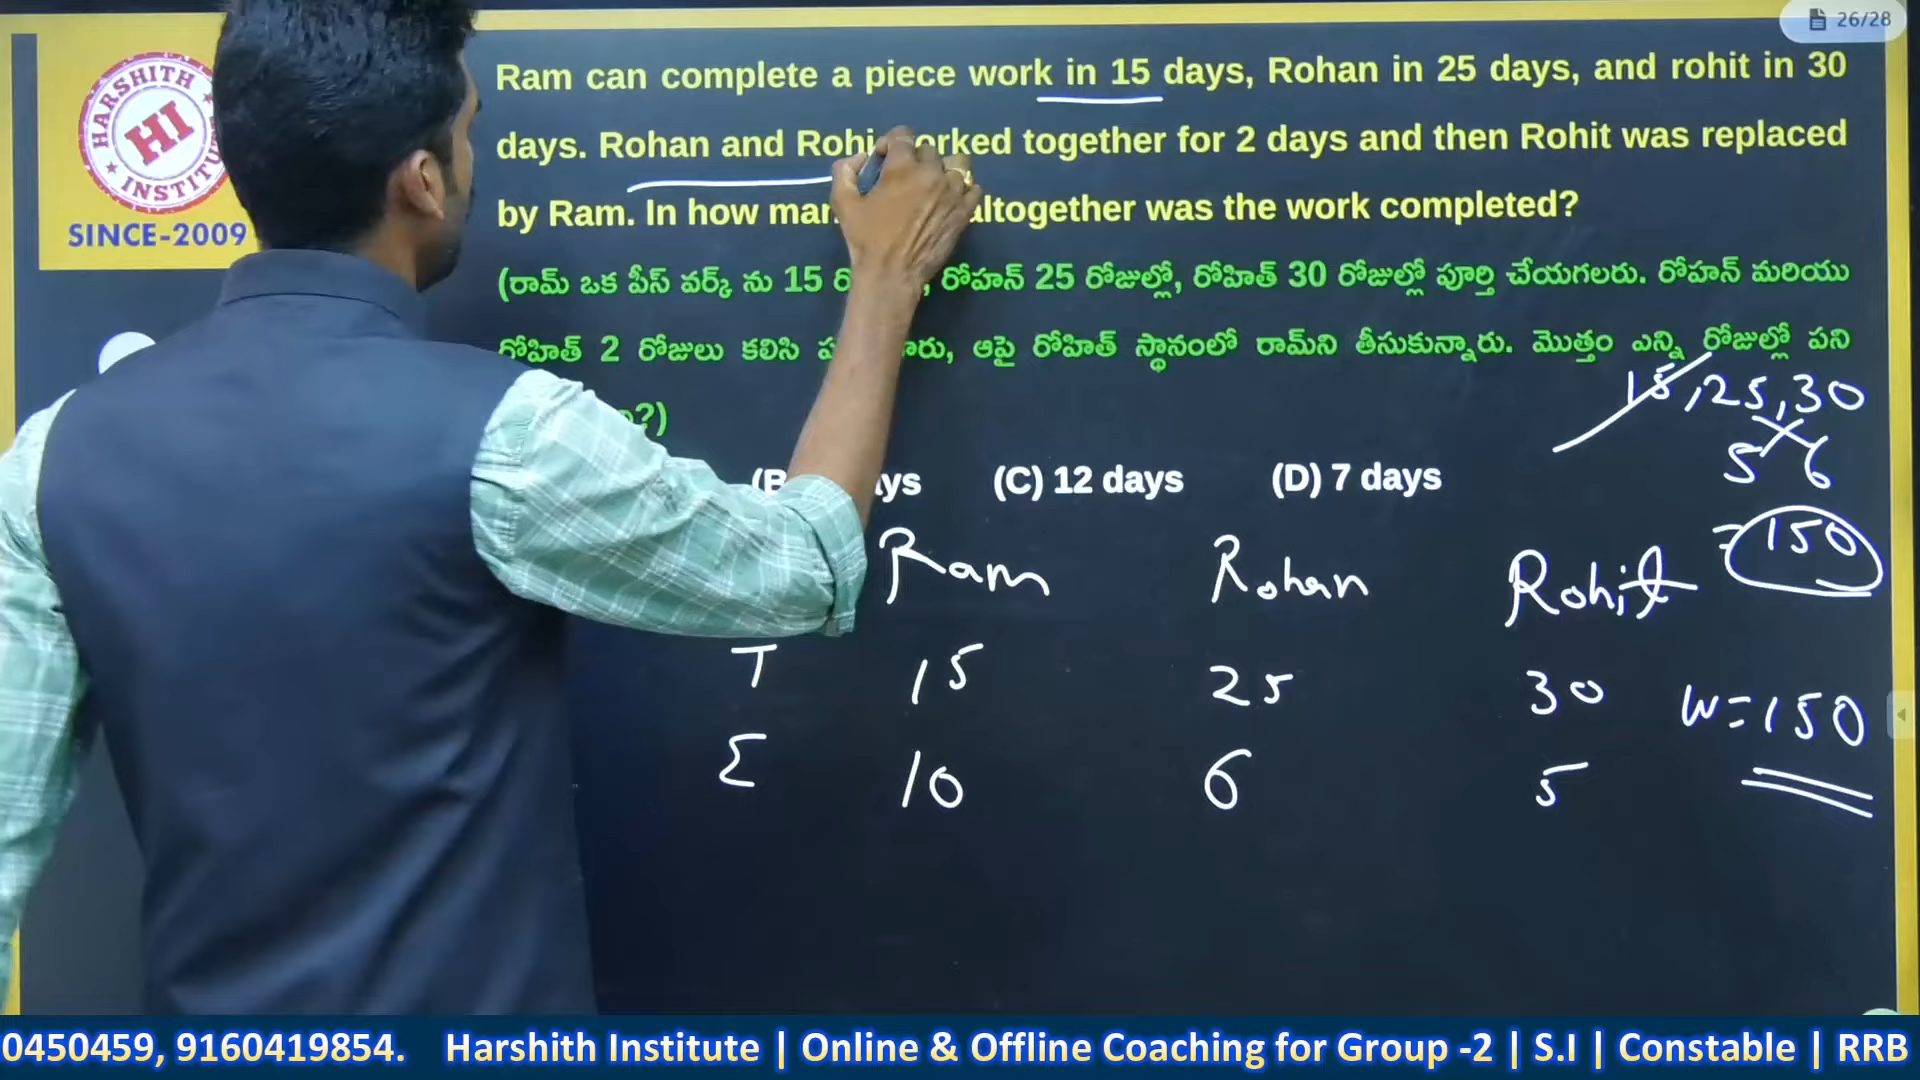 26/28
HARSHITH
HI
INSTITU
SINCE-2009
Ram can complete a piece work in 15 days, Rohan in 25 days, and rohit in 30
days. Rohan and Rohi orked together for 2 days and then Rohit was replaced
by Ram. In how man altogether was the work completed?
(రామ్ ఒక పీస్ వర్క్ ను 15 రో , రోహన్ 25 రోజుల్లో, రోహిత్ 30 రోజుల్లో పూర్తి చేయగలరు. రోహన్ మరియు
రోహిత్ 2 రోజులు కలిసి ప ారు, ఆపై రోహిత్ స్థానంలో రామ్‌ని తీసుకున్నారు. మొత్తం ఎన్ని రోజుల్లో పని
?)
15, 25, 30
5 6
= 150
(B ys (C) 12 days (D) 7 days
Ram Rohan Rohit
T 15 25 30
W = 150
E 10 6 5
0450459, 9160419854. Harshith Institute | Online & Offline Coaching for Group -2 | S.I | Constable | RRB